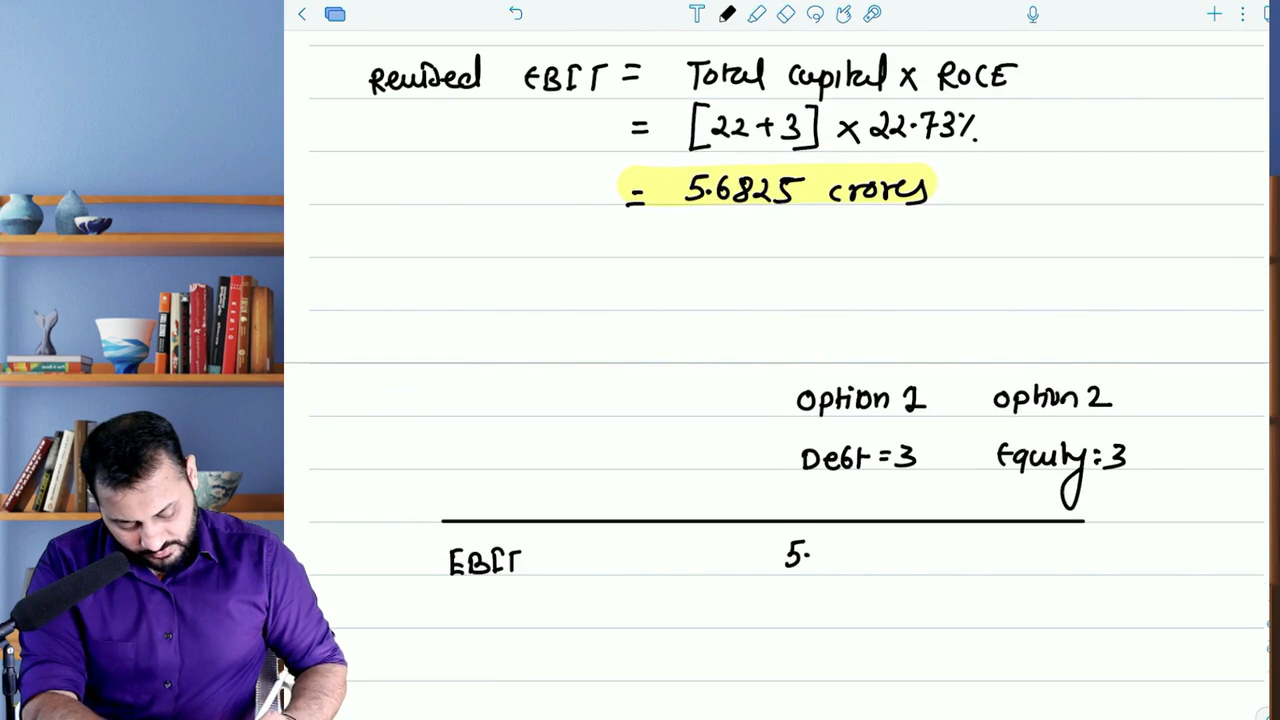 Revised EBIT = Total capital x ROCE
= [22+3] x 22.73%
= 5.6825 crores
Option 1 Option 2
Debt = 3 Equity: 3
EBIT 5.